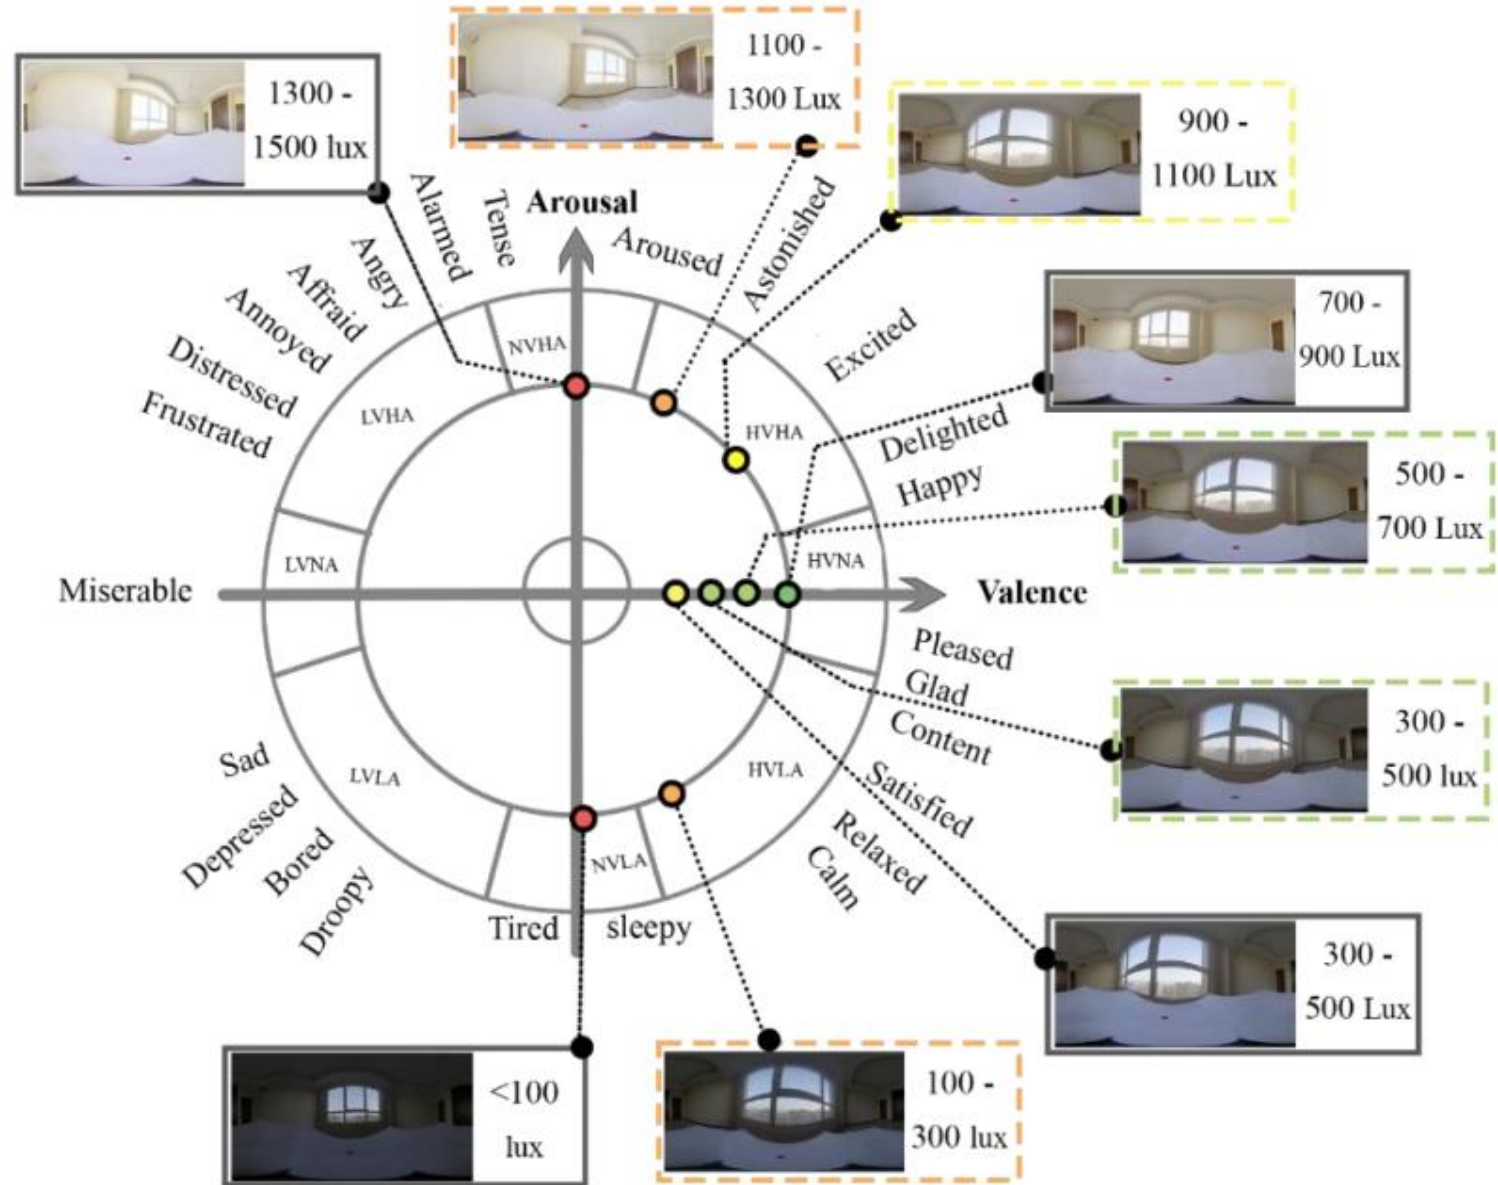 1100 -
1300 Lux
1300 -
1500 lux
900 -
1100 Lux
Alarmed
Tense
Arousal
Aroused
Astonished
Angry
Affraid
Annoyed
Distressed
Frustrated
Excited
700 -
900 Lux
NVHA
LVHA
HVHA
Delighted
Happy
500 -
700 Lux
LVNA
HVNA
Miserable
Valence
Pleased
Glad
Content
300 -
500 lux
Sad
Depressed
Bored
Droopy
LVLA
HVLA
Satisfied
Relaxed
Calm
NVLA
Tired
sleepy
300 -
500 Lux
<100
lux
100 -
300 lux